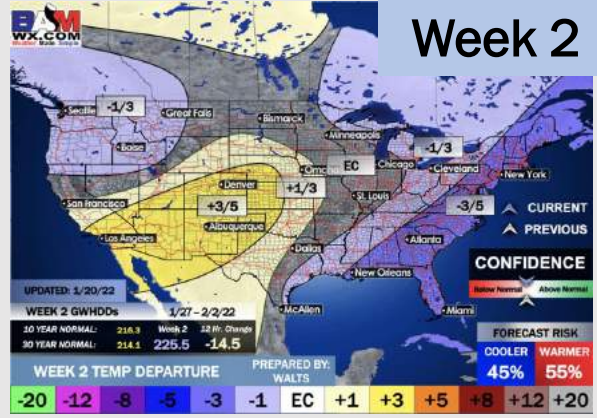 BAM
WX.COM
Weather Made Simple
Week 2
Seattle
-1/3
Great Falls
Bismarck
Boise
Minneapolis
-1/3
Omaha
EC
Chicago
Cleveland
New York
Denver
+1/3
St. Louis
San Francisco
+3/5
-3/5
CURRENT
PREVIOUS
Los Angeles
Albuquerque
Atlanta
Dallas
CONFIDENCE
New Orleans
Below Normal
Above Normal
UPDATED: 1/20/22
WEEK 2 GWHDDs 1/27 - 2/2/22
McAllen
Miami
10 YEAR NORMAL: 216.3 Week 2 12 Hr. Change
30 YEAR NORMAL: 214.1 225.5 -14.5
FORECAST RISK
COOLER WARMER
45% 55%
WEEK 2 TEMP DEPARTURE
PREPARED BY:
WALTS
-20 -12 -8 -5 -3 -1 EC +1 +3 +5 +8 +12 +20